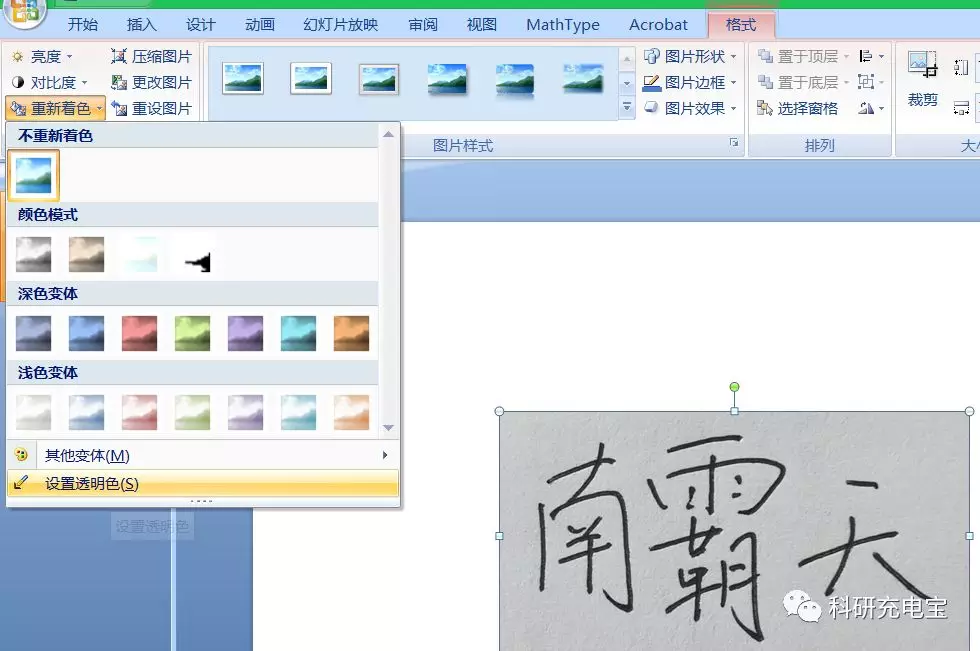 开始 插入 设计 动画 幻灯片放映 审阅 视图 MathType Acrobat 格式
亮度 压缩图片 图片形状 置于顶层
对比度 更改图片 图片边框 置于底层 裁剪
重新着色 重设图片 图片效果 选择窗格
不重新着色 图片样式 排列 大
颜色模式
深色变体
浅色变体
其他变体(M)
设置透明色(S)
设置透明色
南霸天
科研充电宝